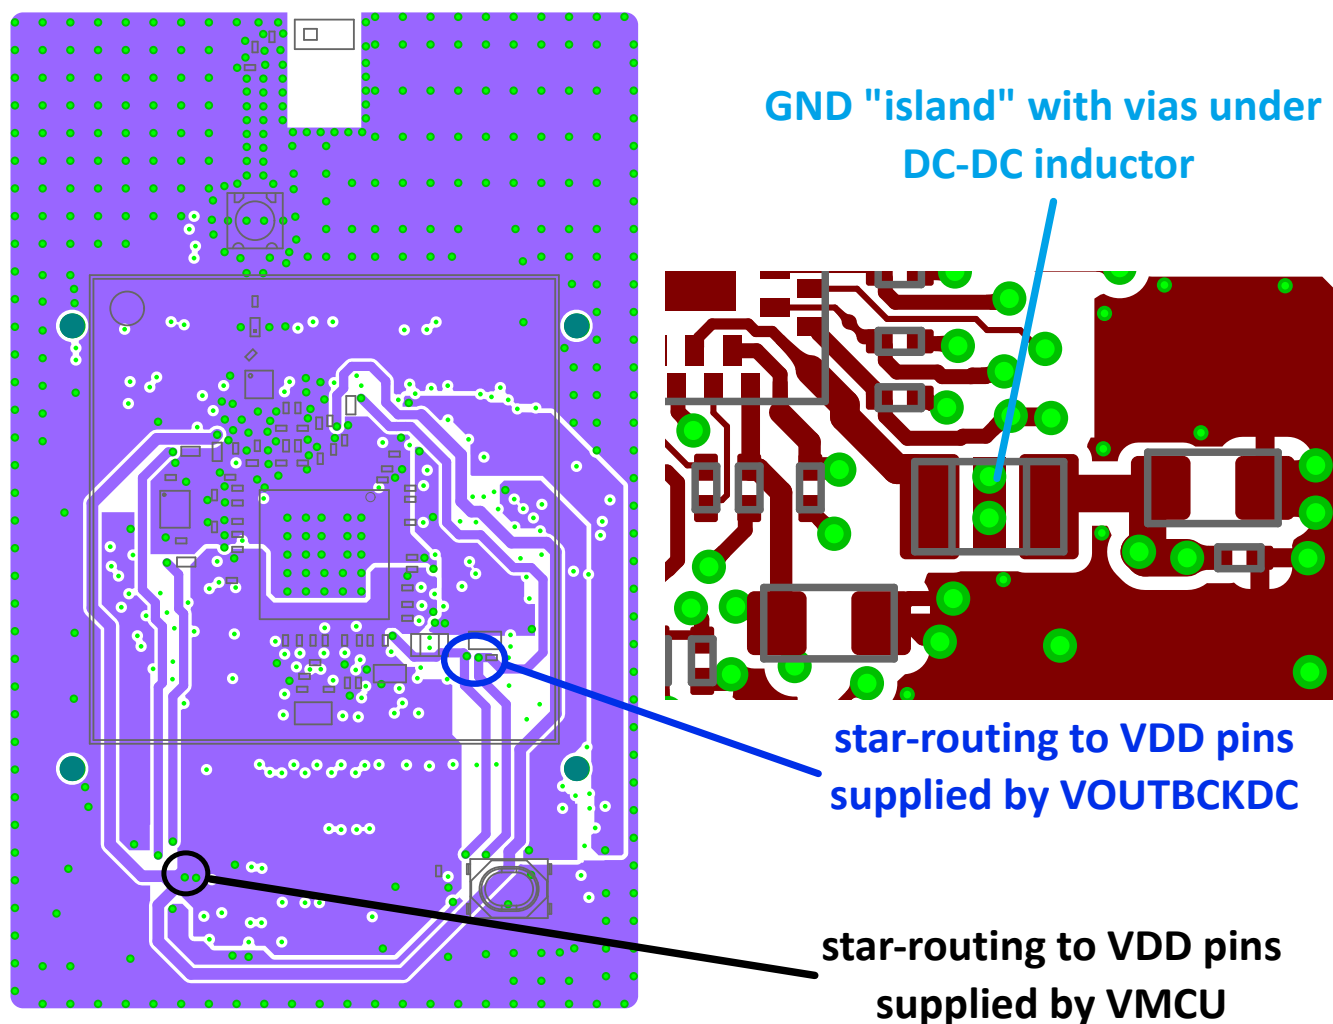 GND "island" with vias under
DC-DC inductor
star-routing to VDD pins
supplied by VOUTBCKDC
star-routing to VDD pins
supplied by VMCU